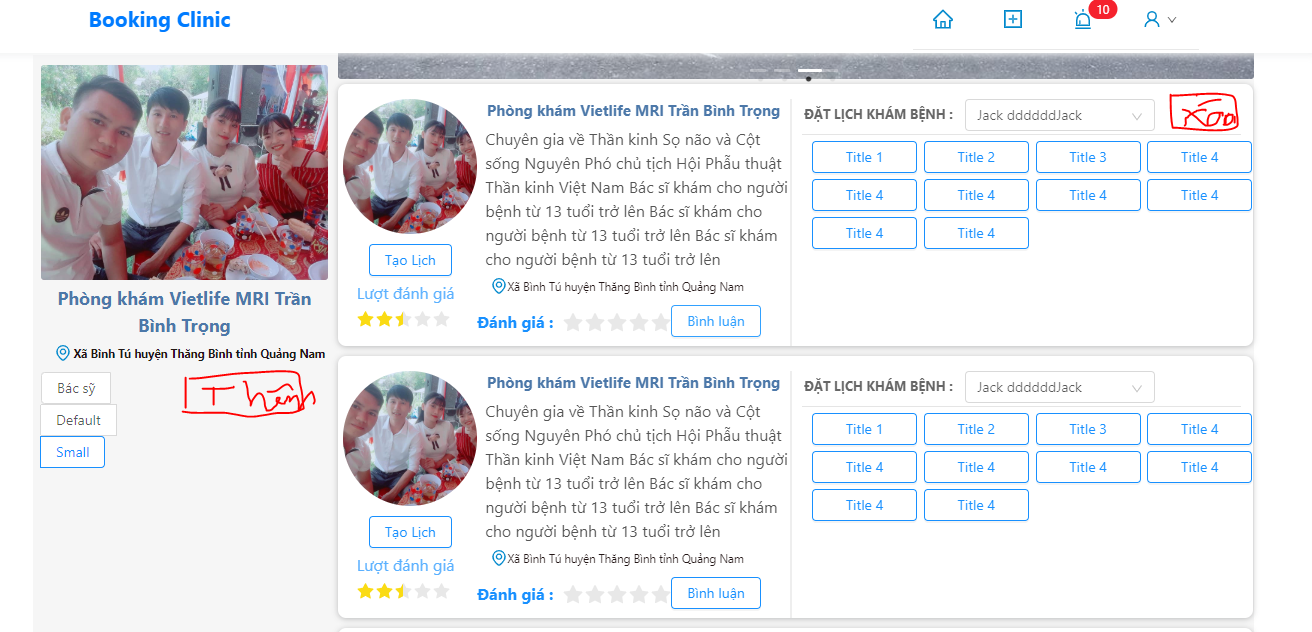 Booking Clinic
10
Phòng khám Vietlife MRI Trần
Bình Trọng
Xã Bình Tú huyện Thăng Bình tỉnh Quảng Nam
Bác sỹ
Default
Small
Thêm
Phòng khám Vietlife MRI Trần Bình Trọng
Chuyên gia về Thần kinh Sọ não và Cột
sống Nguyên Phó chủ tịch Hội Phẫu thuật
Thần kinh Việt Nam Bác sĩ khám cho người
bệnh từ 13 tuổi trở lên Bác sĩ khám cho
người bệnh từ 13 tuổi trở lên Bác sĩ khám
cho người bệnh từ 13 tuổi trở lên
Tạo Lịch
Lượt đánh giá
Xã Bình Tú huyện Thăng Bình tỉnh Quảng Nam
Đánh giá : Bình luận
ĐẶT LỊCH KHÁM BỆNH : Jack ddddddJack Xóa
Title 1 Title 2 Title 3 Title 4
Title 4 Title 4 Title 4 Title 4
Title 4 Title 4
Phòng khám Vietlife MRI Trần Bình Trọng
Chuyên gia về Thần kinh Sọ não và Cột
sống Nguyên Phó chủ tịch Hội Phẫu thuật
Thần kinh Việt Nam Bác sĩ khám cho người
bệnh từ 13 tuổi trở lên Bác sĩ khám cho
người bệnh từ 13 tuổi trở lên Bác sĩ khám
cho người bệnh từ 13 tuổi trở lên
Tạo Lịch
Lượt đánh giá
Xã Bình Tú huyện Thăng Bình tỉnh Quảng Nam
Đánh giá : Bình luận
ĐẶT LỊCH KHÁM BỆNH : Jack ddddddJack
Title 1 Title 2 Title 3 Title 4
Title 4 Title 4 Title 4 Title 4
Title 4 Title 4